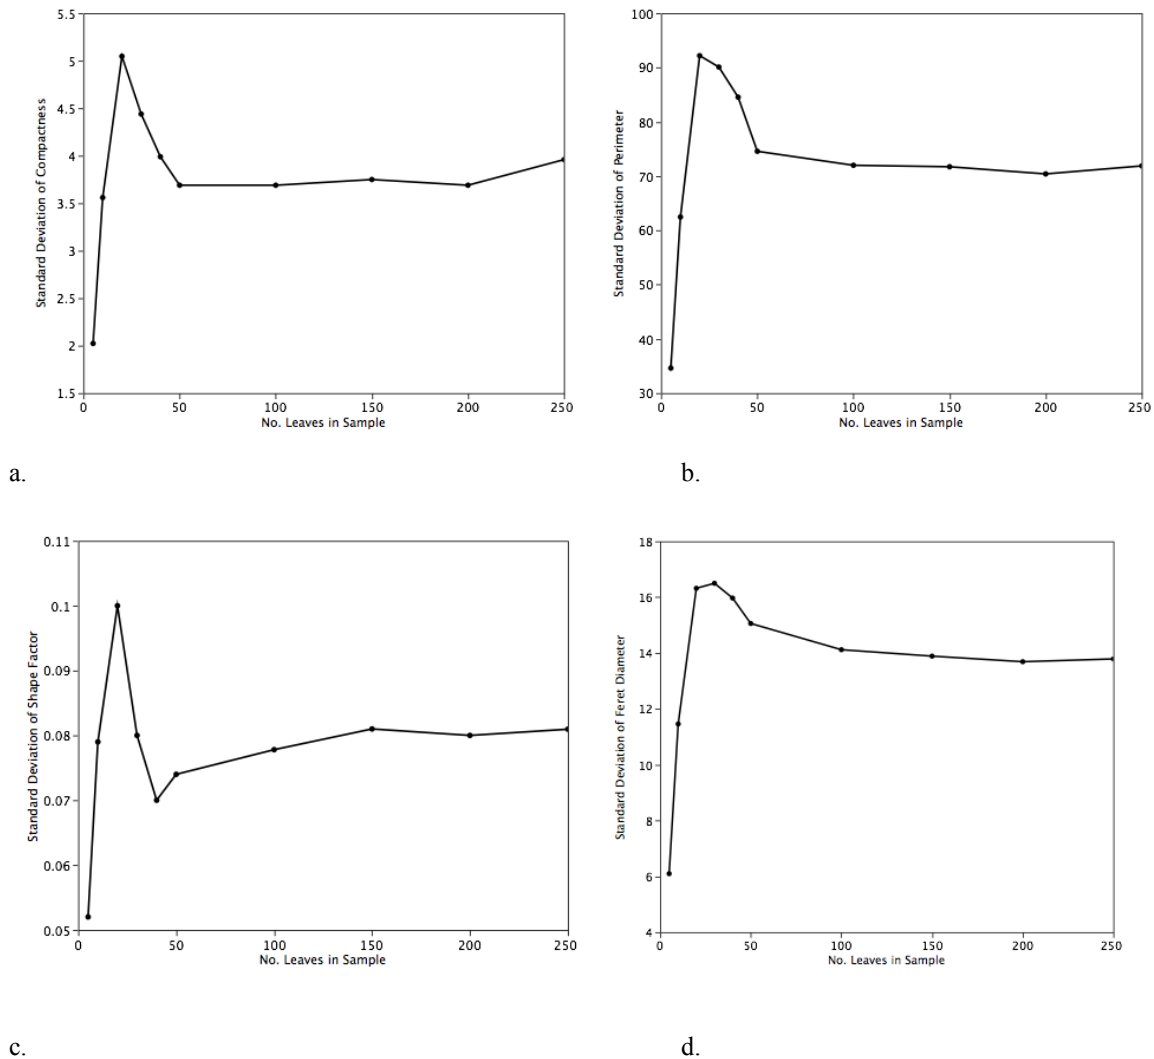 5.5
5
4.5
4
3.5
3
2.5
2
1.5
0 50 100 150 200 250
No. Leaves in Sample
Standard Deviation of Compactness
a.
100
90
80
70
60
50
40
30
0 50 100 150 200 250
No. Leaves in Sample
Standard Deviation of Perimeter
b.
0.11
0.1
0.09
0.08
0.07
0.06
0.05
0 50 100 150 200 250
No. Leaves in Sample
Standard Deviation of Shape Factor
c.
18
16
14
12
10
8
6
4
0 50 100 150 200 250
No. Leaves in Sample
Standard Deviation of Feret Diameter
d.